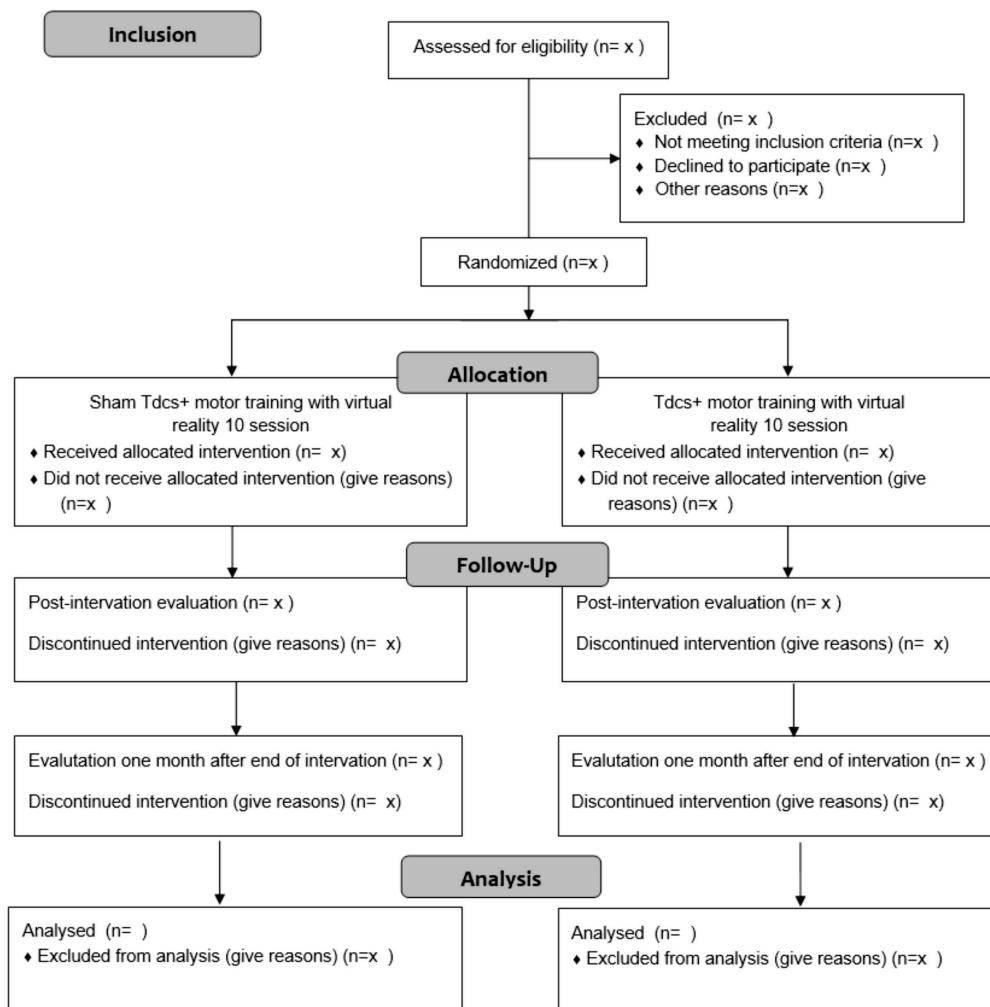 Inclusion
Assessed for eligibility (n= x )
Excluded (n= x )
♦ Not meeting inclusion criteria (n=x )
♦ Declined to participate (n=x )
♦ Other reasons (n=x )
Randomized (n=x )
Allocation
Sham Tdcs+ motor training with virtual
reality 10 session
♦ Received allocated intervention (n= x)
♦ Did not receive allocated intervention (give reasons)
(n=x )
Tdcs+ motor training with virtual
reality 10 session
♦ Received allocated intervention (n= x)
♦ Did not receive allocated intervention (give
reasons) (n=x )
Follow-Up
Post-intervation evaluation (n= x )
Discontinued intervention (give reasons) (n= x)
Post-intervation evaluation (n= x )
Discontinued intervention (give reasons) (n= x)
Evalutation one month after end of intervation (n= x )
Discontinued intervention (give reasons) (n= x)
Evalutation one month after end of intervation (n= x )
Discontinued intervention (give reasons) (n= x)
Analysis
Analysed (n= )
♦ Excluded from analysis (give reasons) (n=x )
Analysed (n= )
♦ Excluded from analysis (give reasons) (n=x )